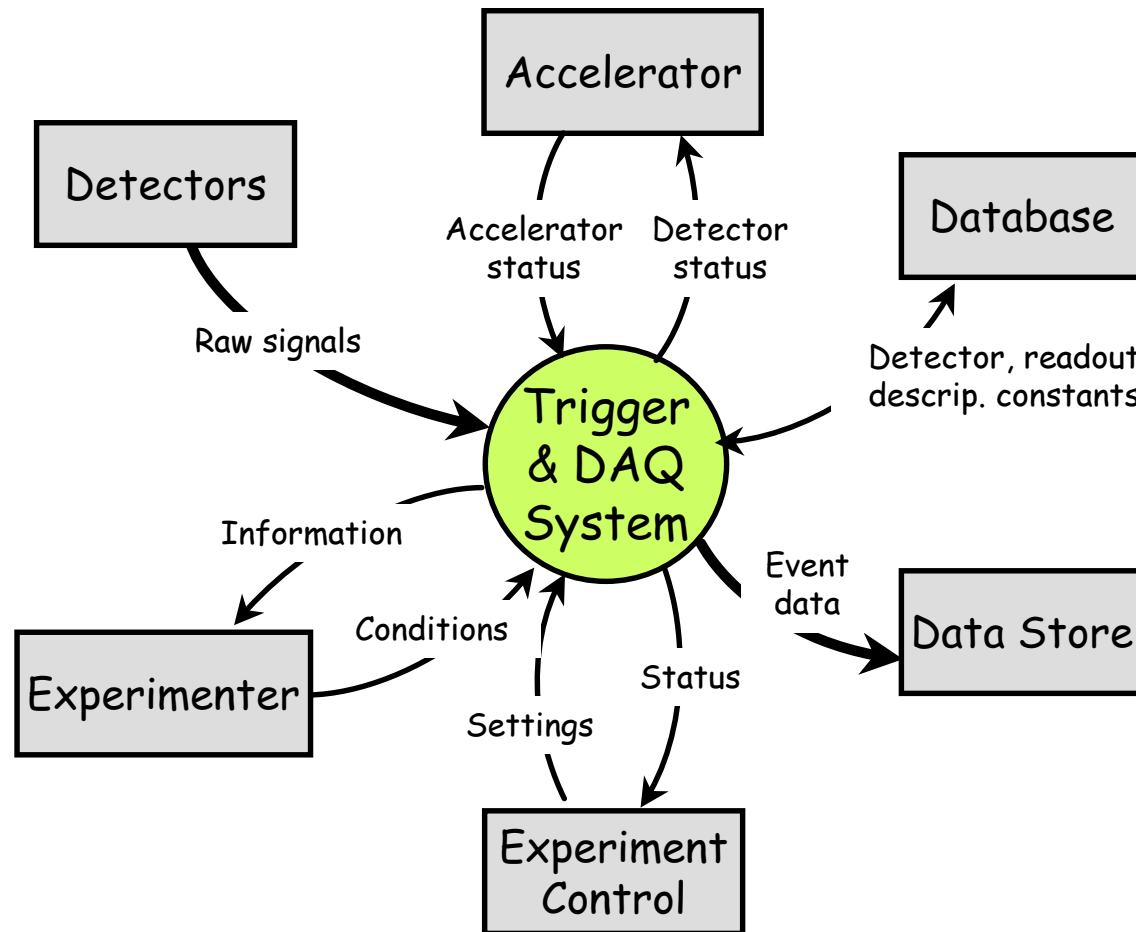 Accelerator
Detectors
Database
Accelerator
status
Detector
status
Raw signals
Detector, readout
descrip. constants
Trigger
& DAQ
System
Information
Event
data
Conditions
Data Store
Experimenter
Status
Settings
Experiment
Control